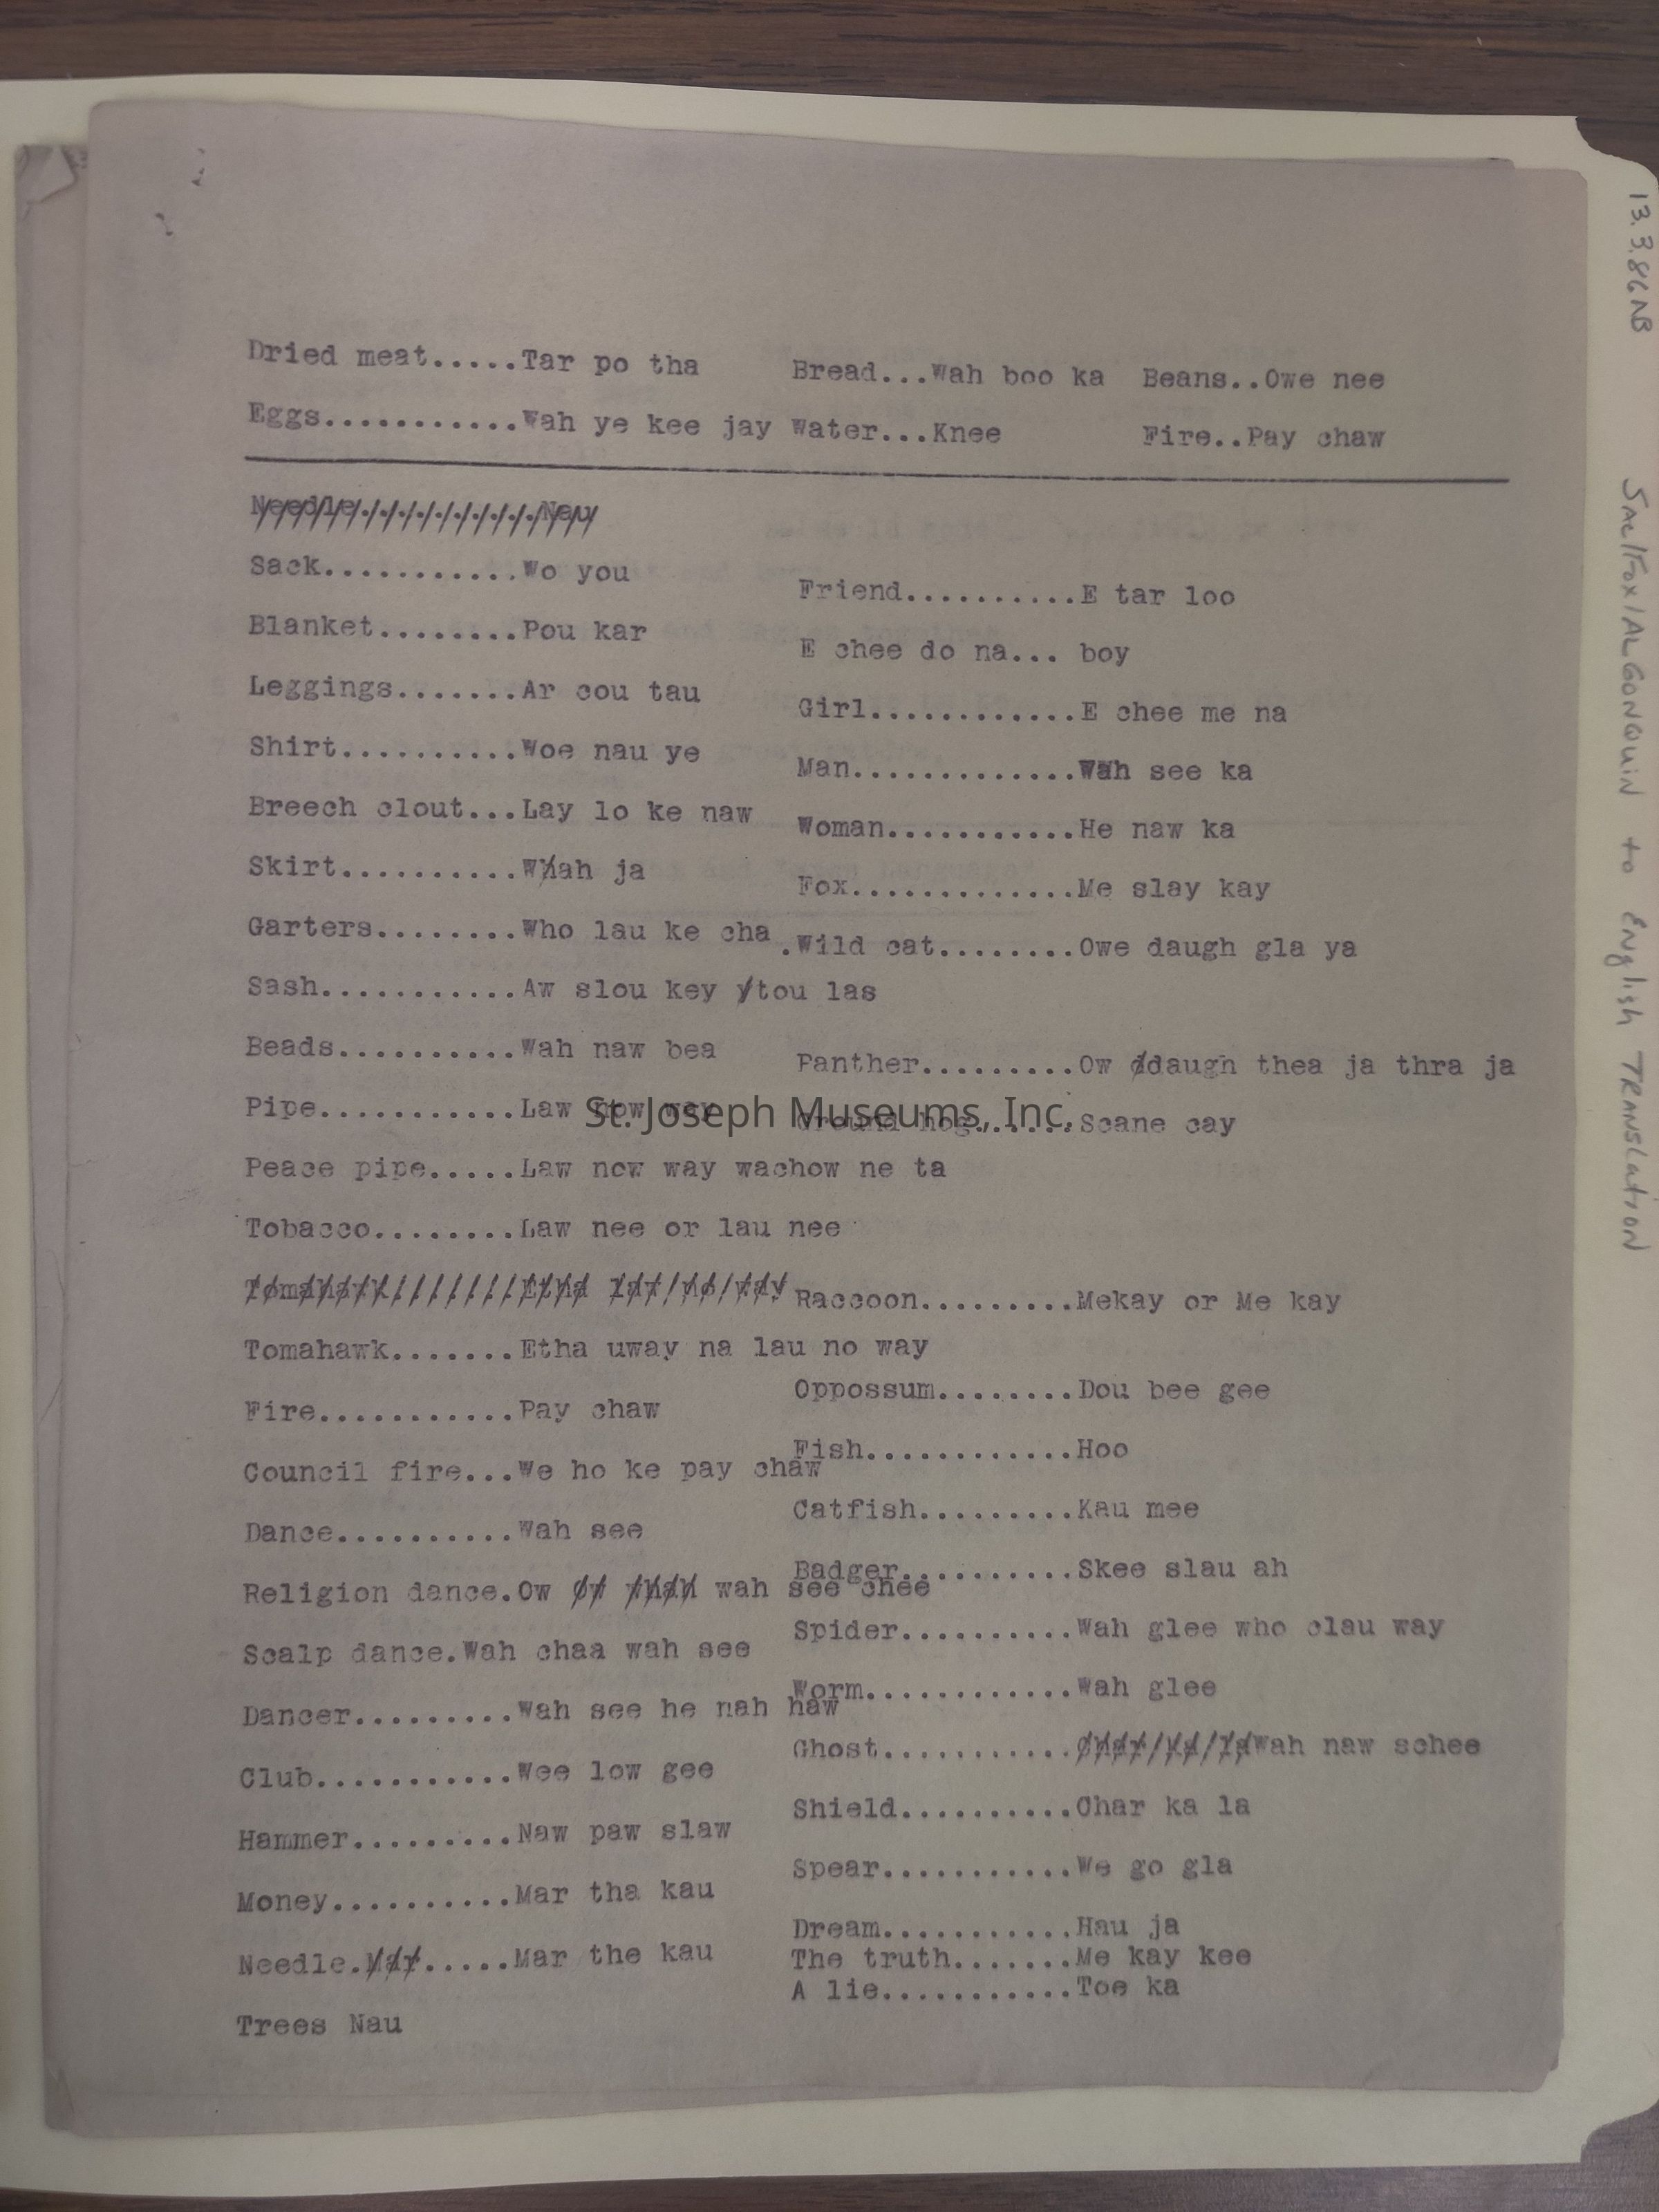 Dried meat.....Tar po tha Bread...Wah boo ka Beans..Owe nee
Eggs...........Wah ye kee jay Water...Knee Fire..Pay chaw
Needle...............Nau
Sack...........Wo you
Blanket........Pou kar
Leggings.......Ar cou tau
Shirt..........Woe nau ye
Breech clout...Lay lo ke naw
Skirt..........Whah ja
Garters........Who lau ke cha
Sash...........Aw slou key ytou las
Beads..........Wah naw bea
Pipe...........Law now way
Peace pipe.....Law now way wachow ne ta
Tobacco........Law nee or lau nee
Tomahawk
Tomahawk.......Etha uway na lau no way
Fire...........Pay chaw
Council fire...We ho ke pay chaw
Dance..........Wah see
Religion dance.Ow wah see chee
Scalp dance.Wah chaa wah see
Dancer.........Wah see he nah haw
Club...........Wee low gee
Hammer.........Naw paw slaw
Money..........Mar tha kau
Needle.Mar.....Mar the kau
Trees Nau
Friend..........E tar loo
E chee do na... boy
Girl............E chee me na
Man.............Wah see ka
Woman...........He naw ka
Fox.............Me slay kay
.Wild cat........Owe daugh gla ya
Panther.........Ow ddaugh thea ja thra ja
Ground hog......Scane cay
Raccoon.........Mekay or Me kay
Oppossum........Dou bee gee
Fish............Hoo
Catfish.........Kau mee
Badger..........Skee slau ah
Spider..........Wah glee who clau way
Worm............Wah glee
Ghost...........Wah naw schee
Shield..........Char ka la
Spear...........We go gla
Dream...........Hau ja
The truth.......Me kay kee
A lie...........Toe ka
St. Joseph Museums, Inc.
13.3.86NB
Sac/Fox/ALGONQUIN to English TRANSlation